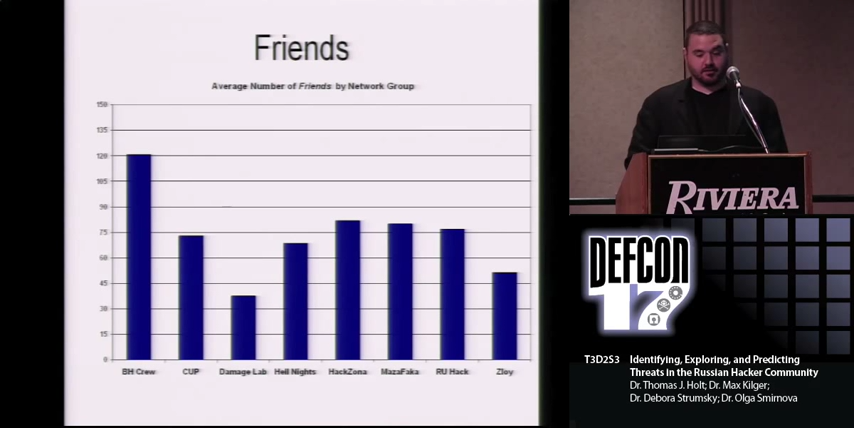 Friends
Average Number of Friends by Network Group
150
135
120
105
90
75
60
45
30
15
0
BH Crew CUP Damage Lab Hell Nights HackZona MazaFaka RU Hack Zloy
RIVIERA
DEFCON
17
T3D2S3 Identifying, Exploring, and Predicting
Threats in the Russian Hacker Community
Dr. Thomas J. Holt; Dr. Max Kilger;
Dr. Debora Strumsky; Dr. Olga Smirnova